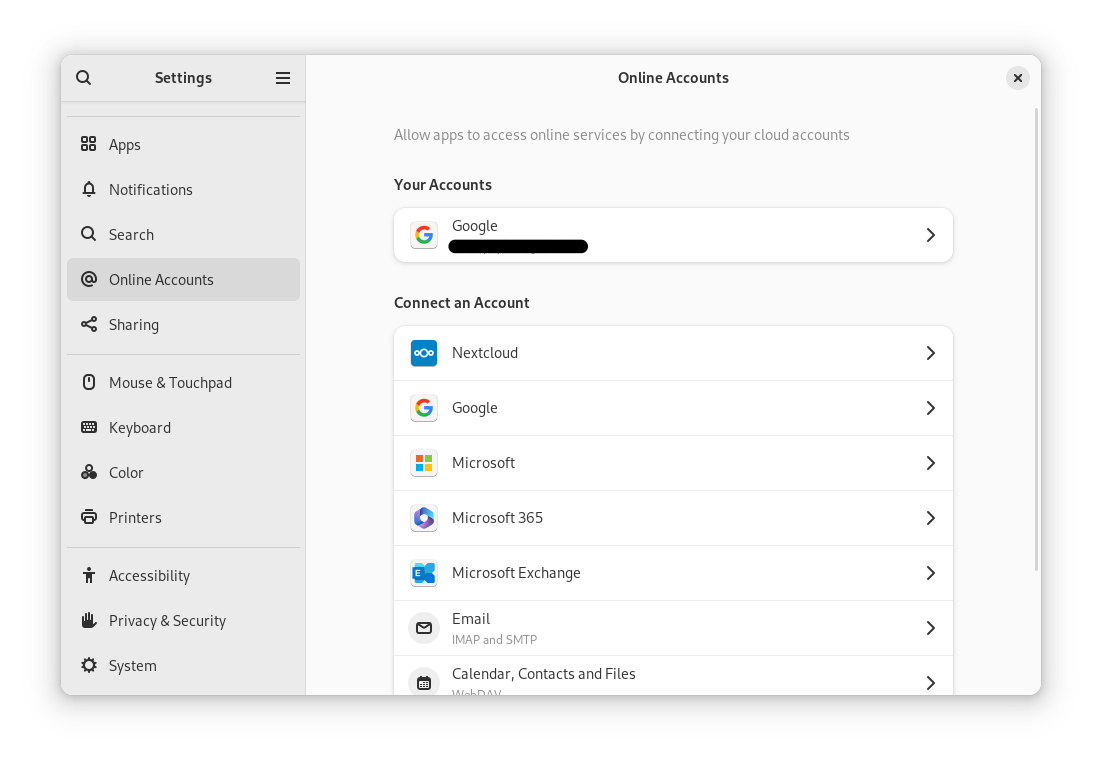 Settings
Online Accounts
Apps
Notifications
Search
Online Accounts
Sharing
Mouse & Touchpad
Keyboard
Color
Printers
Accessibility
Privacy & Security
System
Allow apps to access online services by connecting your cloud accounts
Your Accounts
Google
Connect an Account
Nextcloud
Google
Microsoft
Microsoft 365
Microsoft Exchange
Email
IMAP and SMTP
Calendar, Contacts and Files
WebDAV